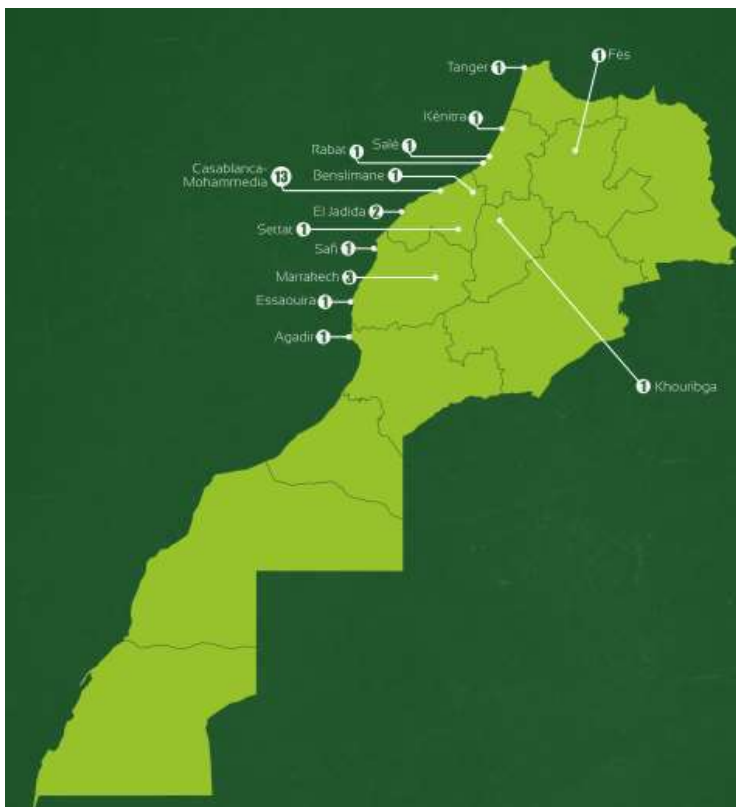 Tanger 1
1 Fès
Kénitra 1
Salé 1
Rabat 1
Casablanca-
Mohammedia 13
Benslimane 1
El Jadida 2
Settat 1
Safi 1
Marrakech 3
Essaouira 1
Agadir 1
1 Khouribga